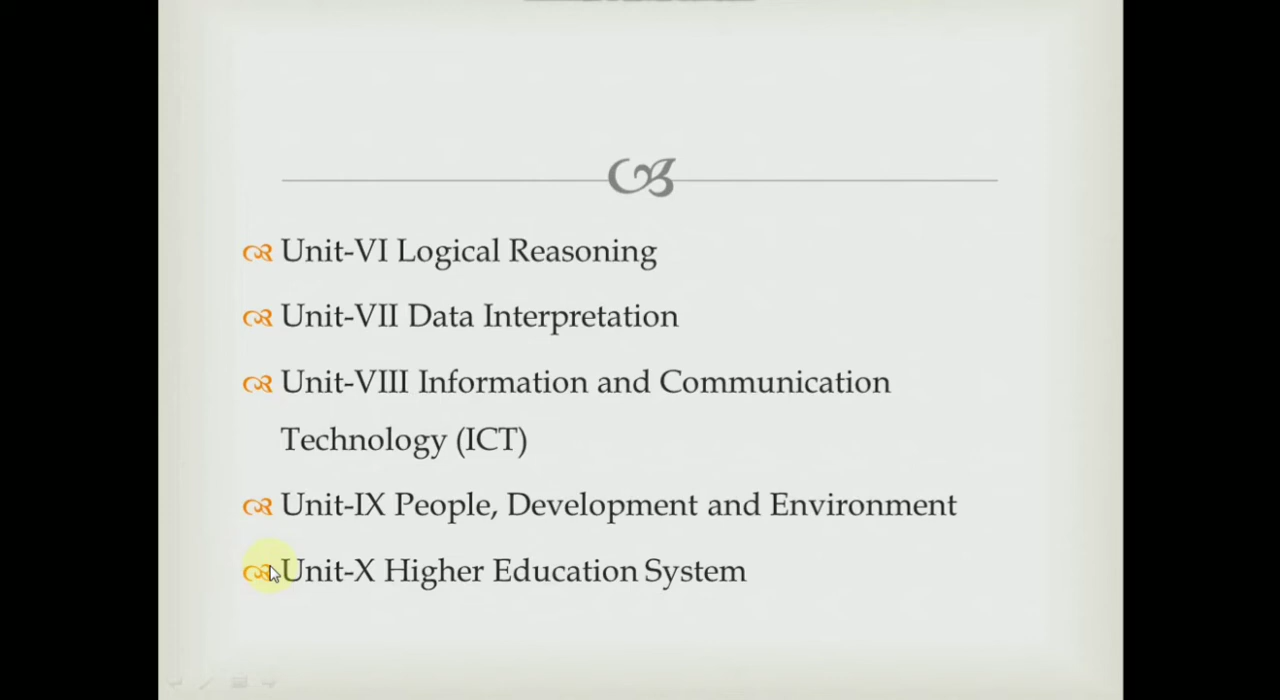 Unit-VI Logical Reasoning
Unit-VII Data Interpretation
Unit-VIII Information and Communication
Technology (ICT)
Unit-IX People, Development and Environment
Unit-X Higher Education System